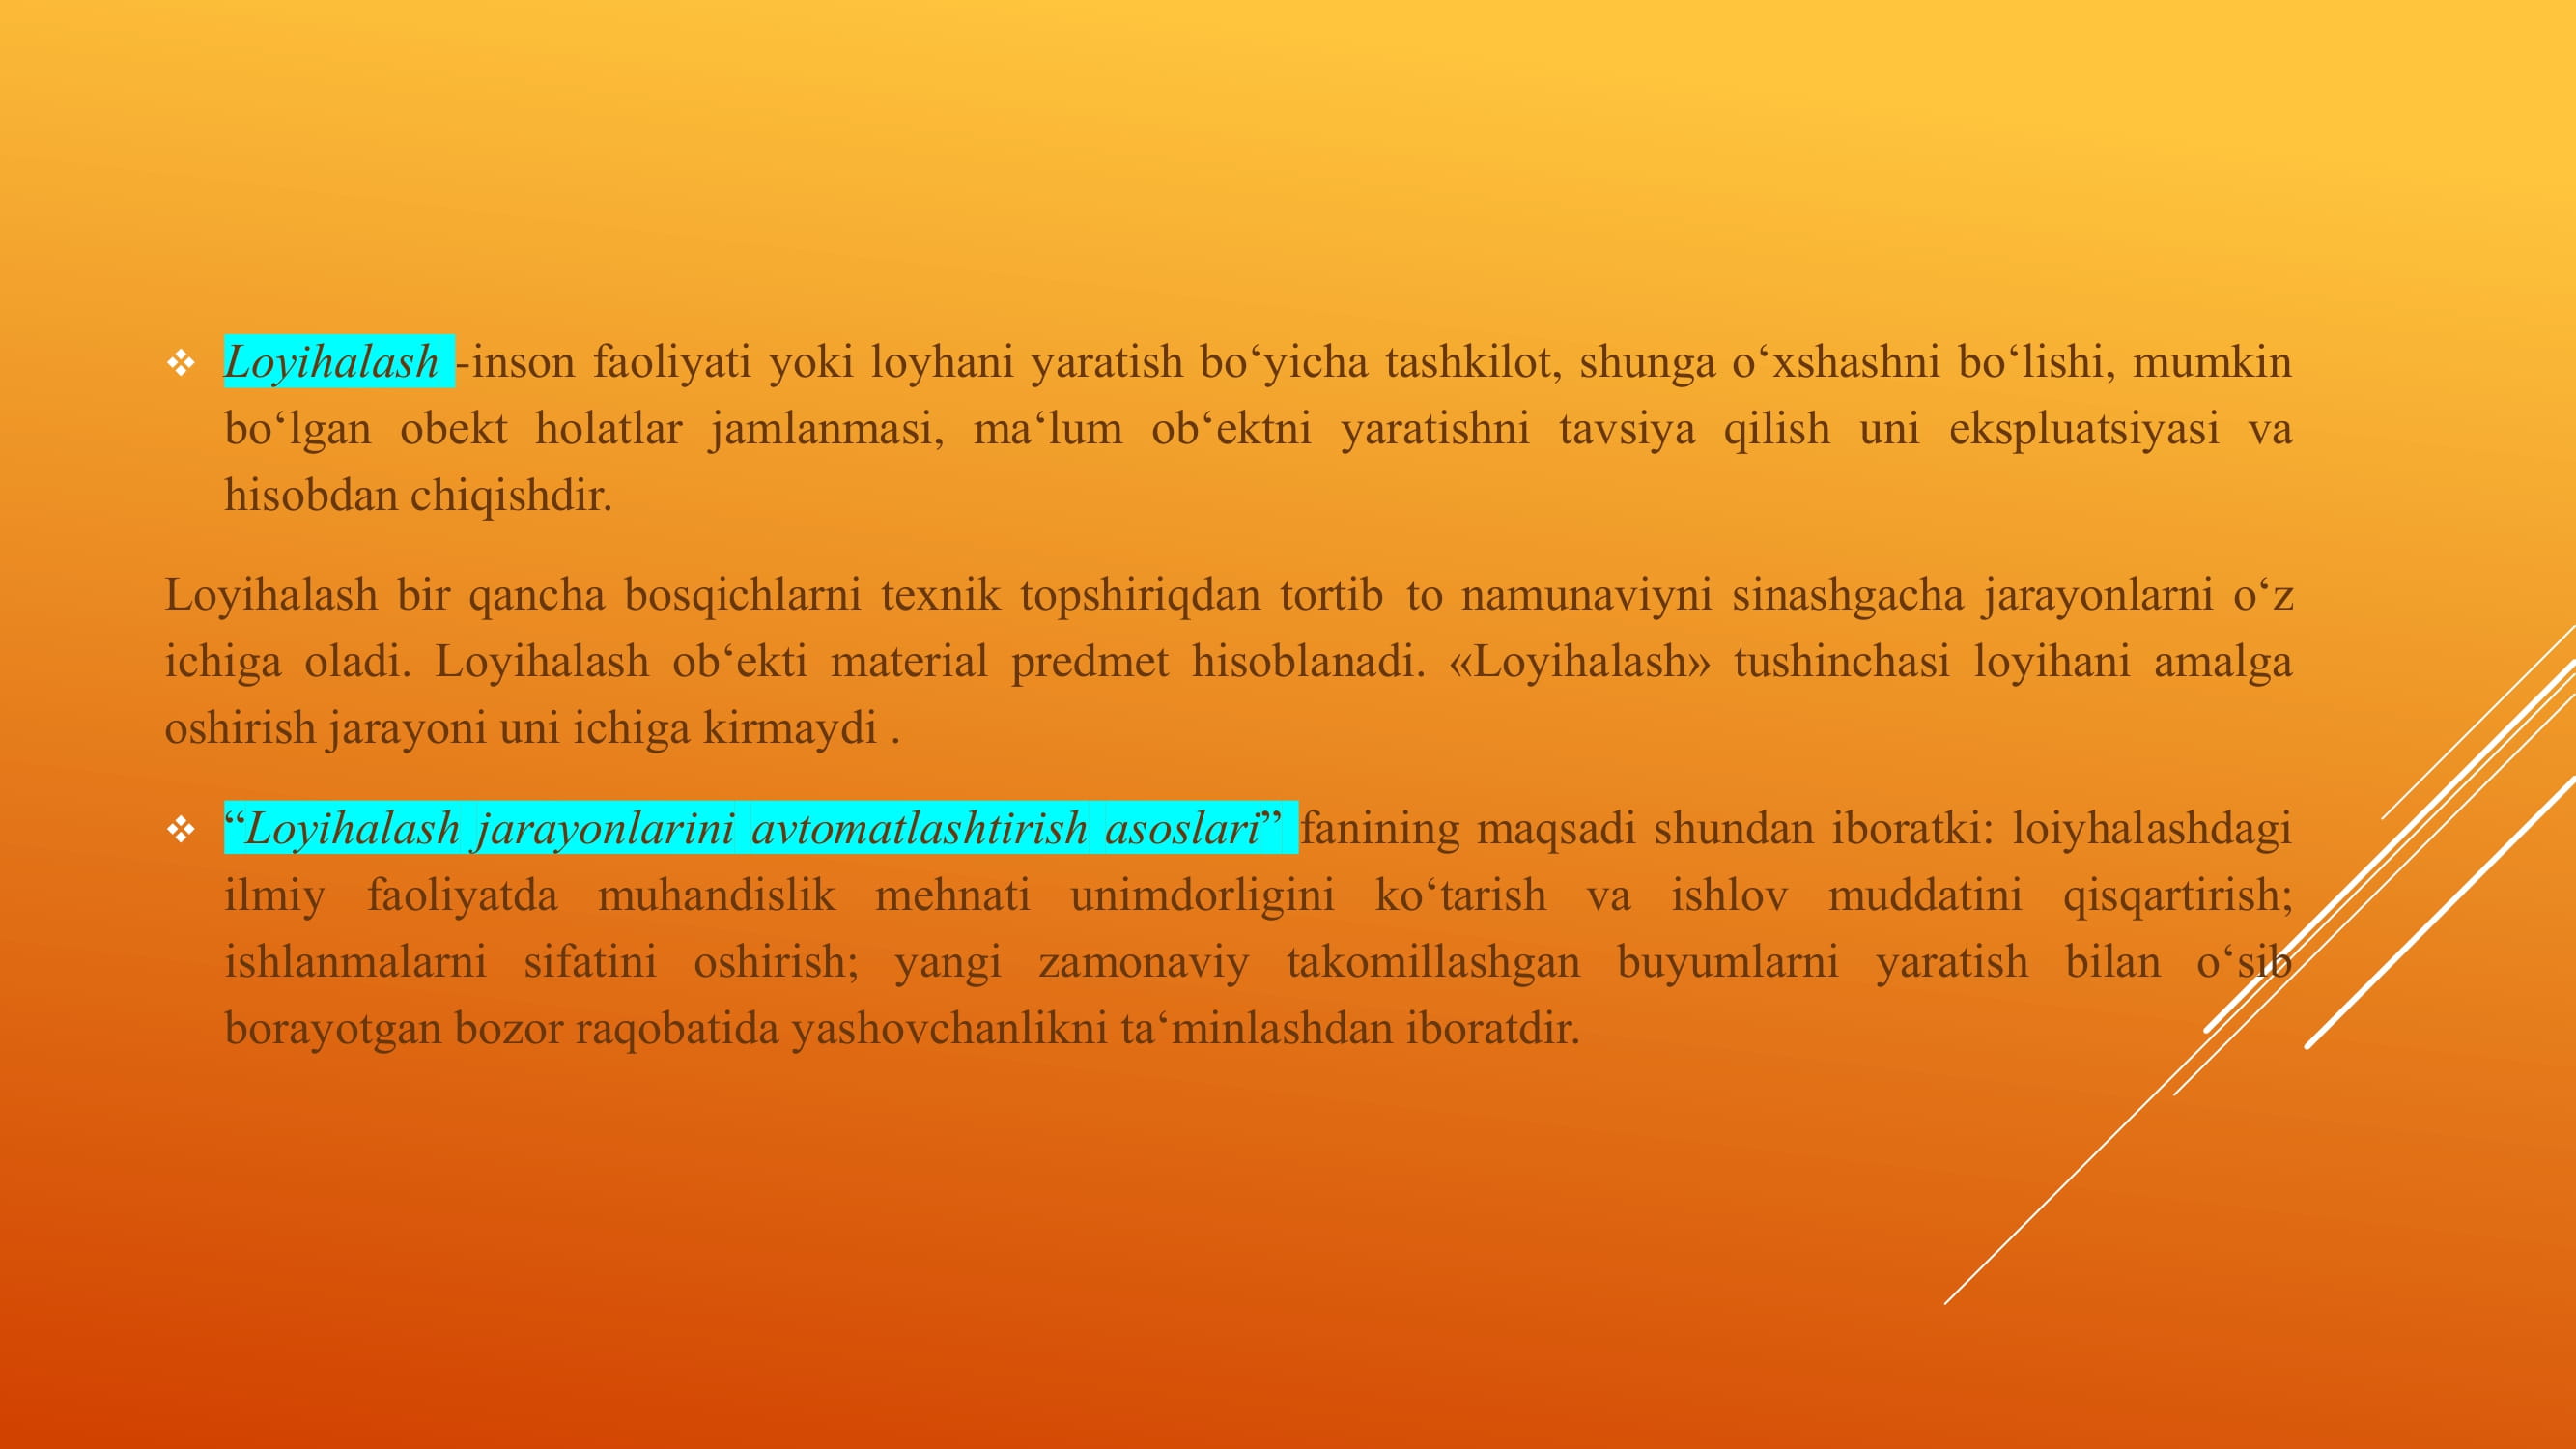 ❖ Loyihalash -inson faoliyati yoki loyhani yaratish bo‘yicha tashkilot, shunga o‘xshashni bo‘lishi, mumkin
bo‘lgan obekt holatlar jamlanmasi, ma‘lum ob‘ektni yaratishni tavsiya qilish uni ekspluatsiyasi va
hisobdan chiqishdir.
Loyihalash bir qancha bosqichlarni texnik topshiriqdan tortib to namunaviyni sinashgacha jarayonlarni o‘z
ichiga oladi. Loyihalash ob‘ekti material predmet hisoblanadi. «Loyihalash» tushinchasi loyihani amalga
oshirish jarayoni uni ichiga kirmaydi .
❖ “Loyihalash jarayonlarini avtomatlashtirish asoslari” fanining maqsadi shundan iboratki: loiyhalashdagi
ilmiy faoliyatda muhandislik mehnati unimdorligini ko‘tarish va ishlov muddatini qisqartirish;
ishlanmalarni sifatini oshirish; yangi zamonaviy takomillashgan buyumlarni yaratish bilan o‘sib
borayotgan bozor raqobatida yashovchanlikni ta‘minlashdan iboratdir.